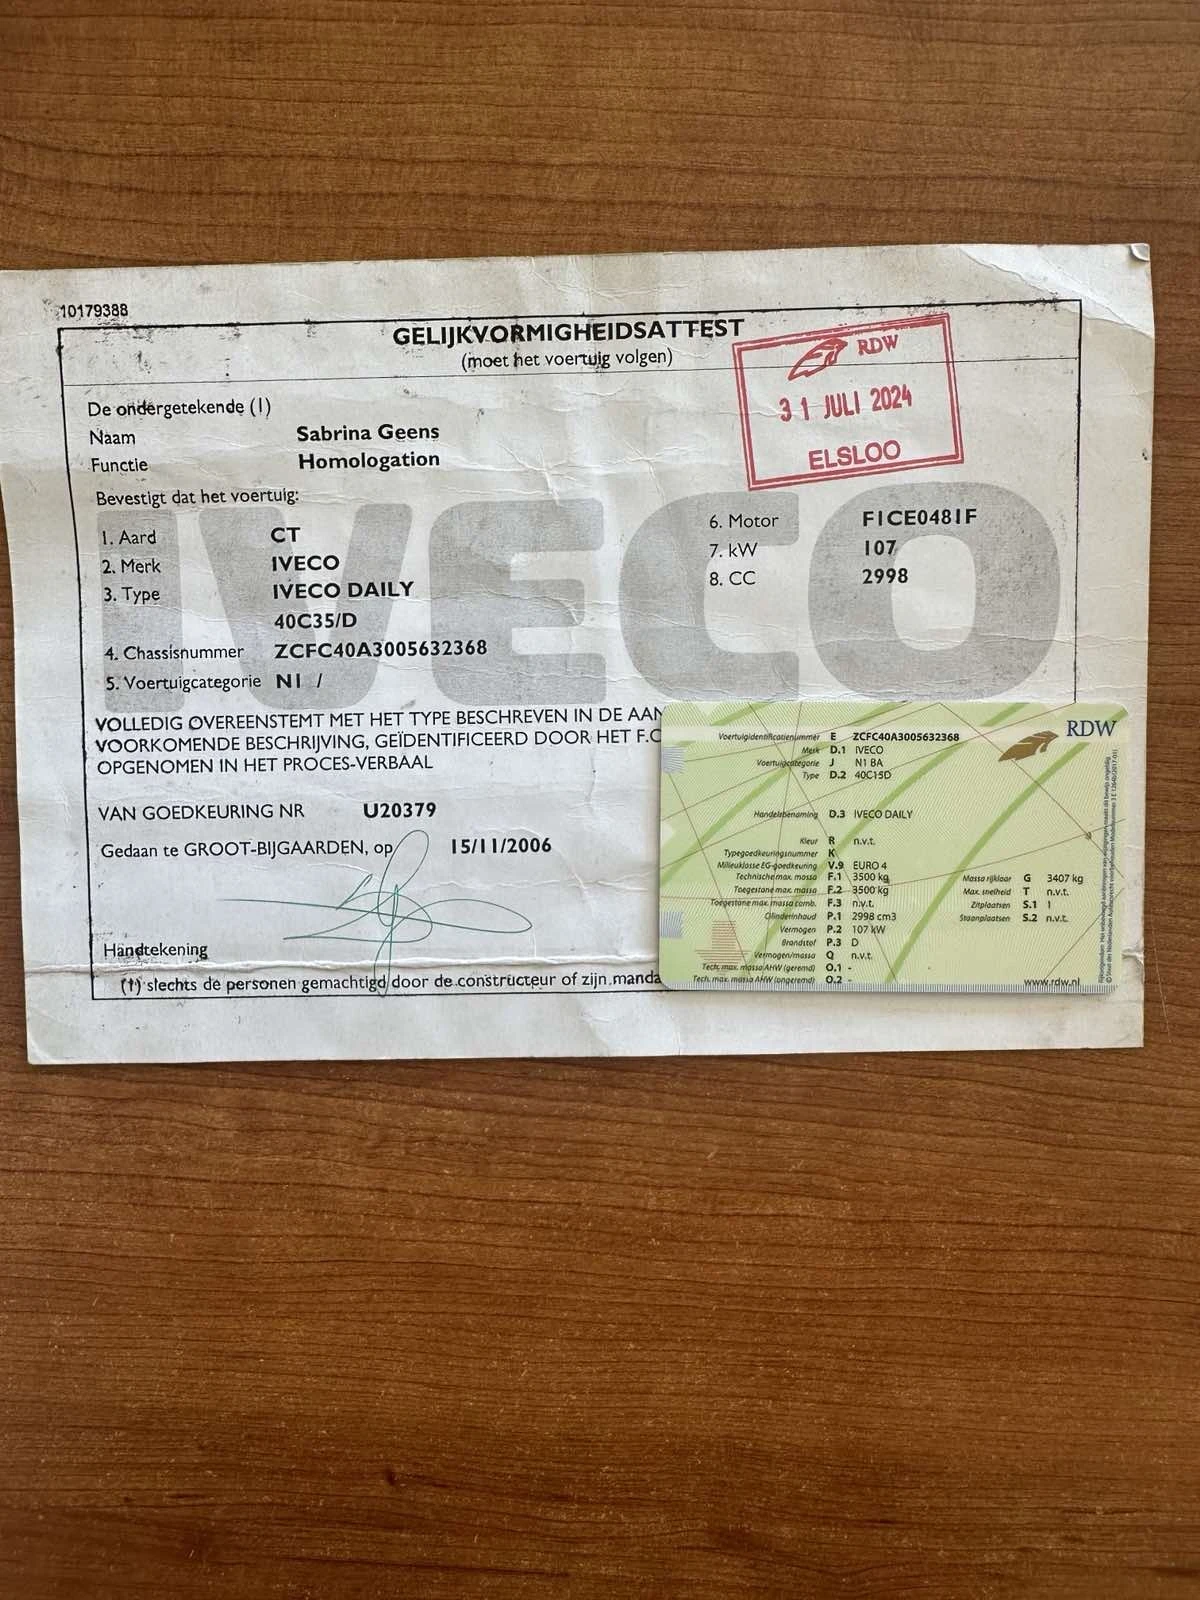 10179388
GELIJKVORMIGHEIDSATTEST
(moet het voertuig volgen)
RDW
31 JULI 2024
ELSLOO
De ondergetekende (1)
Naam Sabrina Geens
Functie Homologation
Bevestigt dat het voertuig:
1. Aard CT
2. Merk IVECO
3. Type IVECO DAILY
40C35/D
4. Chassisnummer ZCFC40A3005632368
5. Voertuigcategorie N1 /
6. Motor F1CE0481F
7. kW 107
8. CC 2998
IVECO
VOLLEDIG OVEREENSTEMT MET HET TYPE BESCHREVEN IN DE AAN
VOORKOMENDE BESCHRIJVING, GEÏDENTIFICEERD DOOR HET F.O
OPGENOMEN IN HET PROCES-VERBAAL
VAN GOEDKEURING NR U20379
Gedaan te GROOT-BIJGAARDEN, op 15/11/2006
Handtekening
(1) slechts de personen gemachtigd door de constructeur of zijn manda
RDW
Voertuigidentificatienummer E ZCFC40A3005632368
Merk D.1 IVECO
Voertuigcategorie J N1 BA
Type D.2 40C15D
Handelsbenaming D.3 IVECO DAILY
Kleur R n.v.t.
Typegoedkeuringsnummer K
Milieuklasse EG-goedkeuring V.9 EURO 4
Technische max. massa F.1 3500 kg
Toegestane max. massa F.2 3500 kg
Toegestane max. massa comb. F.3 n.v.t.
Cilinderinhoud P.1 2998 cm3
Vermogen P.2 107 kW
Brandstof P.3 D
Vermogen/massa Q n.v.t.
Tech. max. massa AHW (geremd) O.1 -
Tech. max. massa AHW (ongeremd) O.2 -
Massa rijklaar G 3407 kg
Max. snelheid T n.v.t.
Zitplaatsen S.1 1
Staanplaatsen S.2 n.v.t.
www.rdw.nl